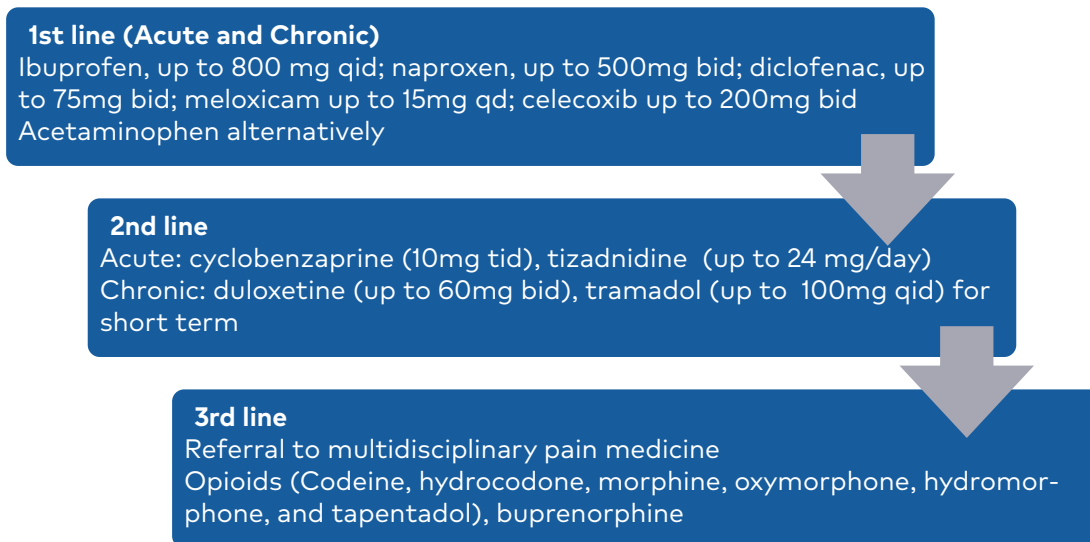 1st line (Acute and Chronic)
Ibuprofen, up to 800 mg qid; naproxen, up to 500mg bid; diclofenac, up
to 75mg bid; meloxicam up to 15mg qd; celecoxib up to 200mg bid
Acetaminophen alternatively
2nd line
Acute: cyclobenzaprine (10mg tid), tizadnidine (up to 24 mg/day)
Chronic: duloxetine (up to 60mg bid), tramadol (up to 100mg qid) for
short term
3rd line
Referral to multidisciplinary pain medicine
Opioids (Codeine, hydrocodone, morphine, oxymorphone, hydromor-
phone, and tapentadol), buprenorphine